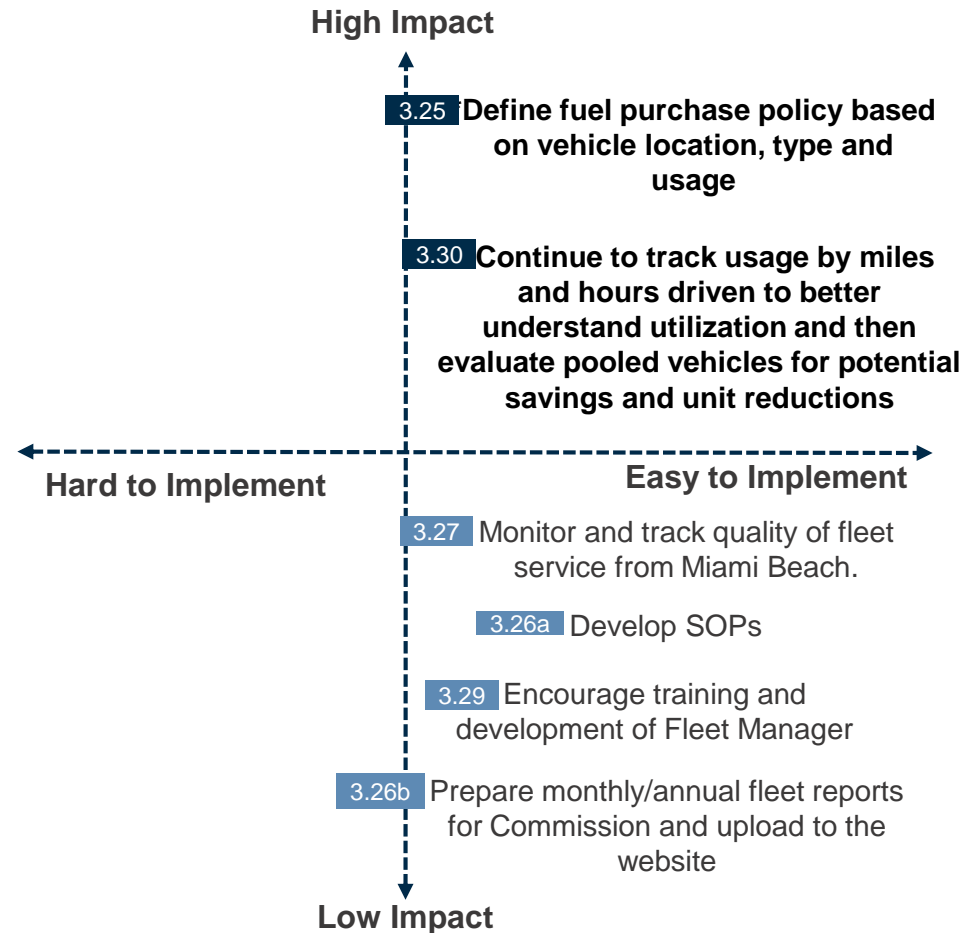 High Impact
3.25 Define fuel purchase policy based
on vehicle location, type and
usage
3.30 Continue to track usage by miles
and hours driven to better
understand utilization and then
evaluate pooled vehicles for potential
savings and unit reductions
Hard to Implement
Easy to Implement
3.27 Monitor and track quality of fleet
service from Miami Beach.
3.26a Develop SOPs
3.29 Encourage training and
development of Fleet Manager
3.26b Prepare monthly/annual fleet reports
for Commission and upload to the
website
Low Impact